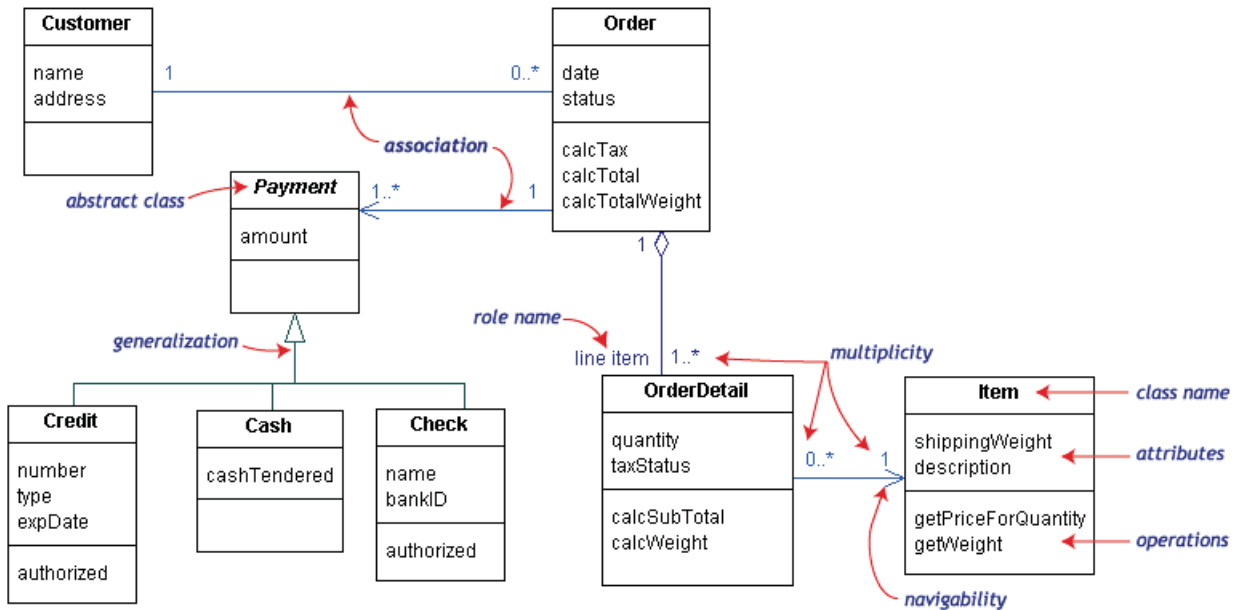 Customer
name
address
1
0..*
Order
date
status
calcTax
calcTotal
calcTotalWeight
association
abstract class
Payment
amount
1..*
1
1
generalization
role name
line item
1..*
multiplicity
Credit
number
type
expDate
authorized
Cash
cashTendered
Check
name
bankID
authorized
OrderDetail
quantity
taxStatus
calcSubTotal
calcWeight
0..*
1
Item
shippingWeight
description
getPriceForQuantity
getWeight
class name
attributes
operations
navigability